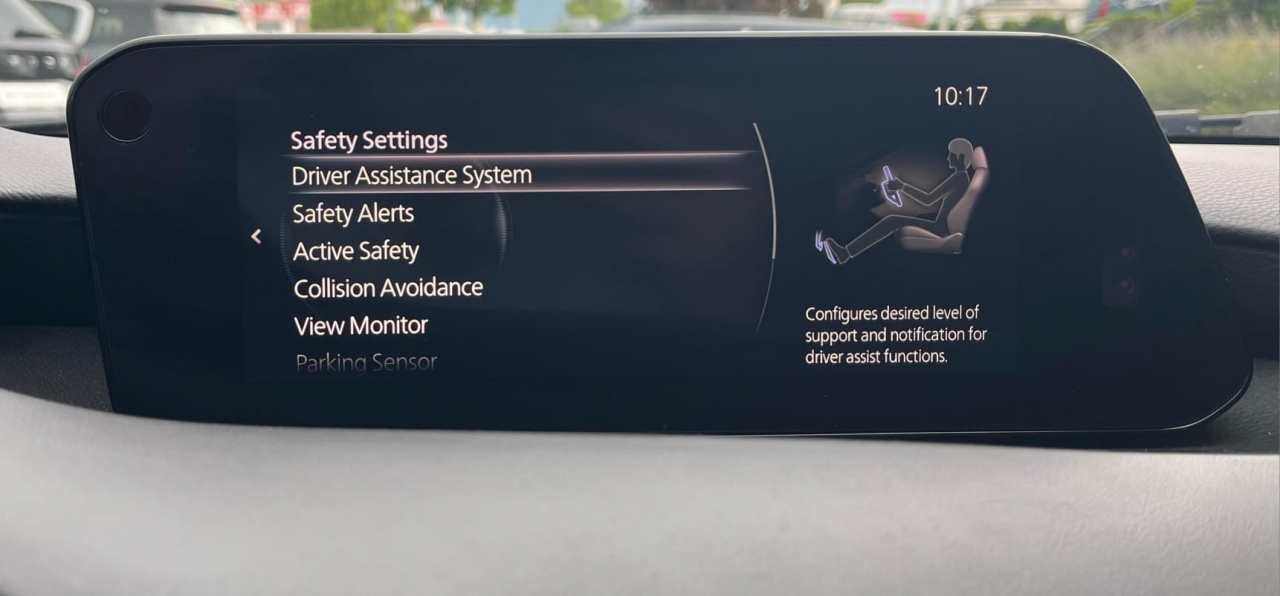 10:17
Safety Settings
Driver Assistance System
Safety Alerts
Active Safety
Collision Avoidance
View Monitor
Parking Sensor
Configures desired level of
support and notification for
driver assist functions.